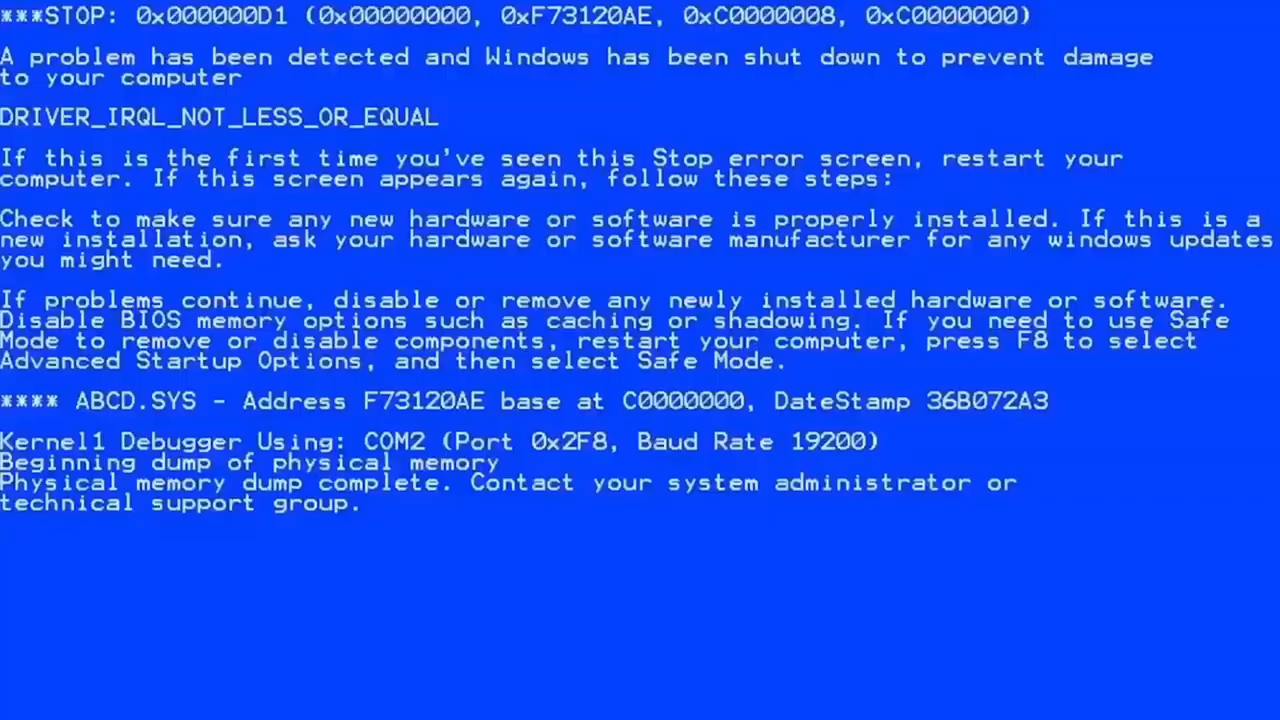 ***STOP: 0x000000D1 (0x00000000, 0xF73120AE, 0xC0000008, 0xC0000000)
A problem has been detected and Windows has been shut down to prevent damage
to your computer
DRIVER_IRQL_NOT_LESS_OR_EQUAL
If this is the first time you've seen this Stop error screen, restart your
computer. If this screen appears again, follow these steps:
Check to make sure any new hardware or software is properly installed. If this is a
new installation, ask your hardware or software manufacturer for any windows updates
you might need.
If problems continue, disable or remove any newly installed hardware or software.
Disable BIOS memory options such as caching or shadowing. If you need to use Safe
Mode to remove or disable components, restart your computer, press F8 to select
Advanced Startup Options, and then select Safe Mode.
**** ABCD.SYS - Address F73120AE base at C0000000, DateStamp 36B072A3
Kernel1 Debugger Using: COM2 (Port 0x2F8, Baud Rate 19200)
Beginning dump of physical memory
Physical memory dump complete. Contact your system administrator or
technical support group.